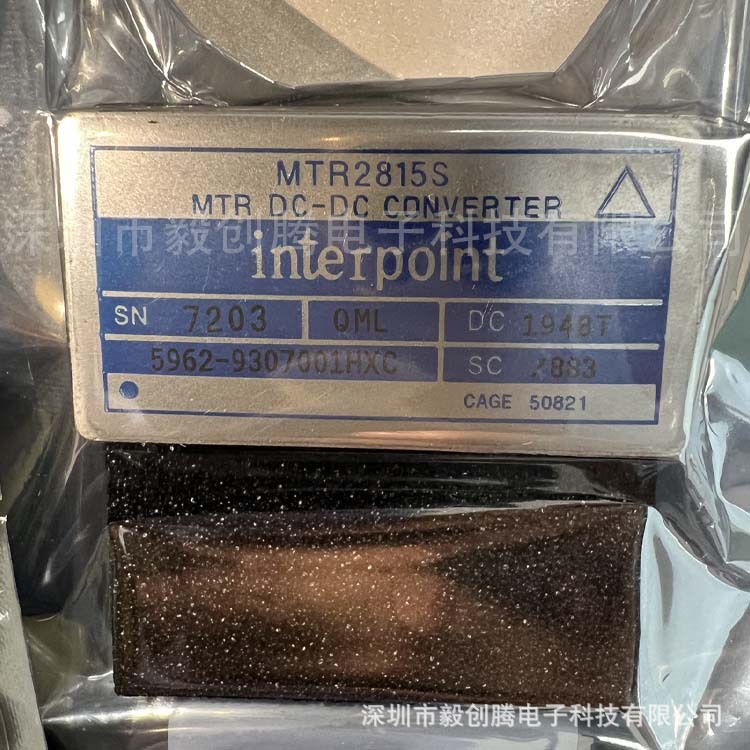 MTR2815S
MTR DC-DC CONVERTER
深圳市毅创腾电子科技有限公司
interpoint
SN 7203 QML DC 1948T
5962-9307001HXC SC /883
CAGE 50821
深圳市毅创腾电子科技有限公司